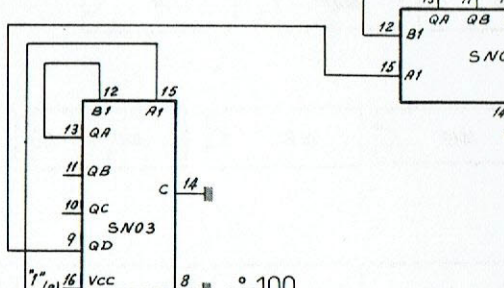 13 11
QA QB
12 B1
15 A1
SN0
14
12 15
B1 A1
13 QA
11 QB
C 14
10 QC
SN03
9 QD
"1" 16 VCC
8
° 100